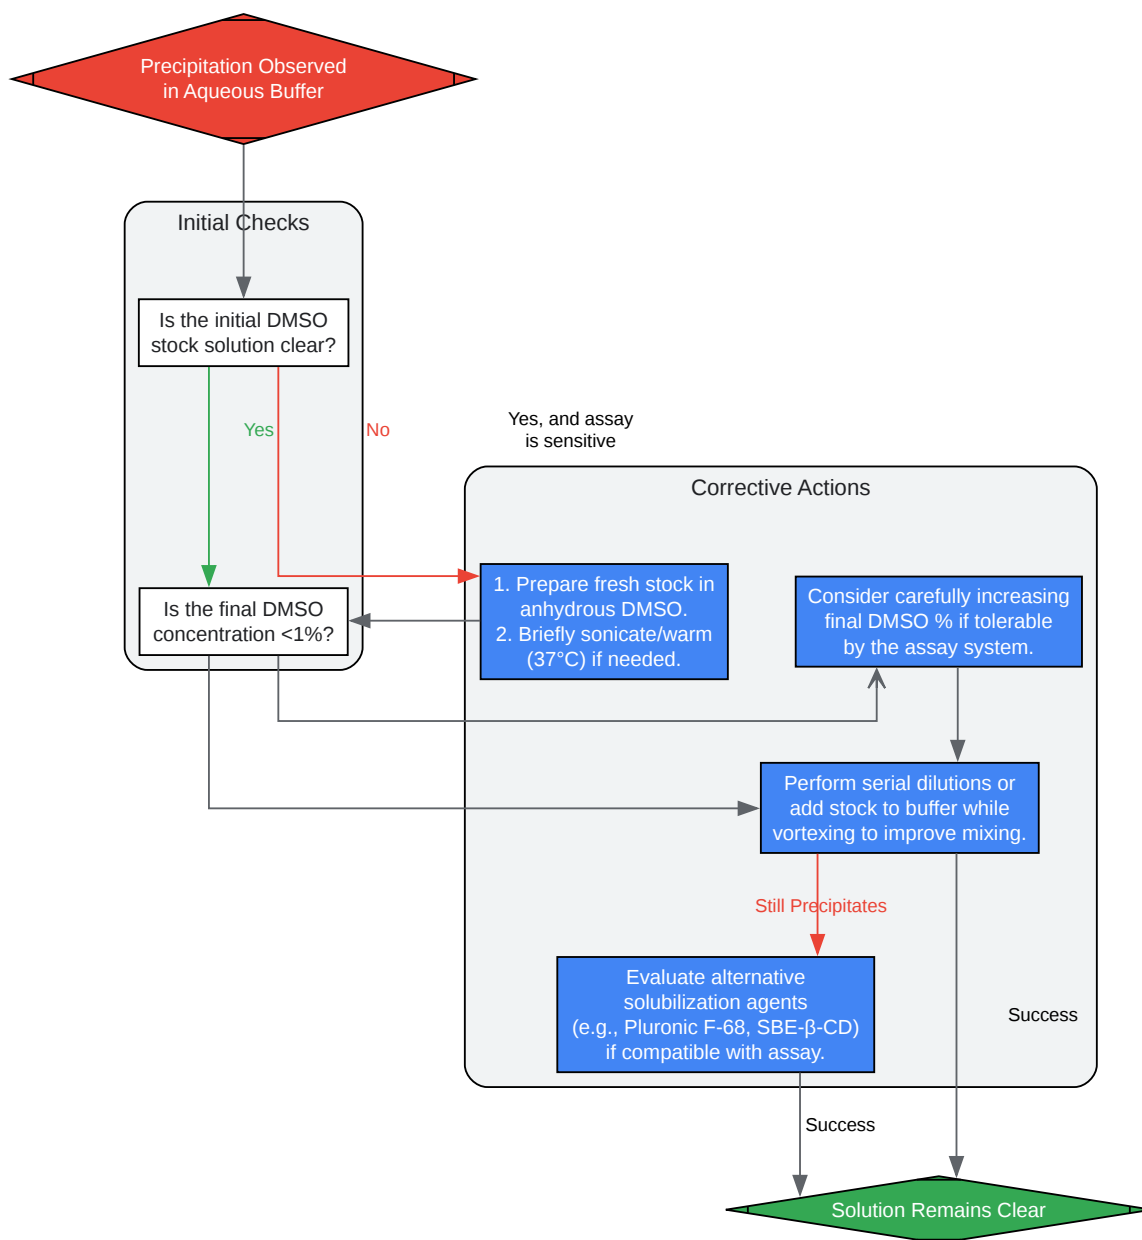 Precipitation Observed
in Aqueous Buffer
Initial Checks
Is the initial DMSO
stock solution clear?
Yes
No
Yes, and assay
is sensitive
Corrective Actions
Is the final DMSO
concentration <1%?
1. Prepare fresh stock in
anhydrous DMSO.
2. Briefly sonicate/warm
(37°C) if needed.
Consider carefully increasing
final DMSO % if tolerable
by the assay system.
Perform serial dilutions or
add stock to buffer while
vortexing to improve mixing.
Still Precipitates
Evaluate alternative
solubilization agents
(e.g., Pluronic F-68, SBE-β-CD)
if compatible with assay.
Success
Success
Solution Remains Clear